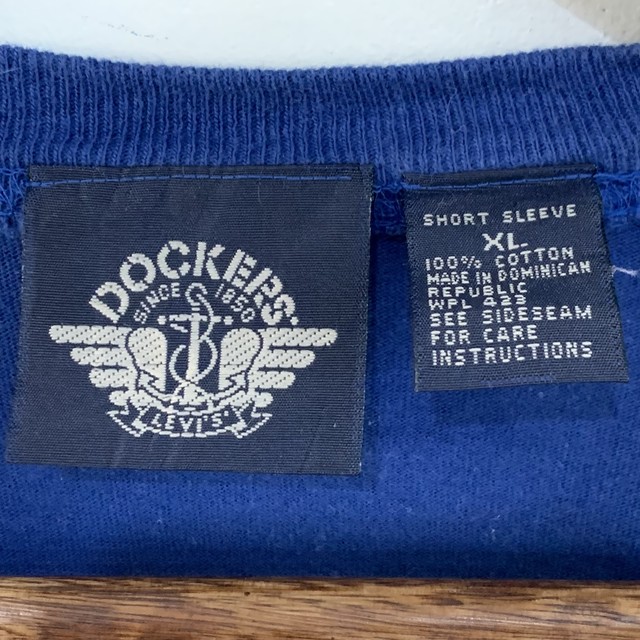 DOCKERS
SINCE 1850
LEVI'S
SHORT SLEEVE
XL
100% COTTON
MADE IN DOMINICAN
REPUBLIC
WPL 423
SEE SIDESEAM
FOR CARE
INSTRUCTIONS